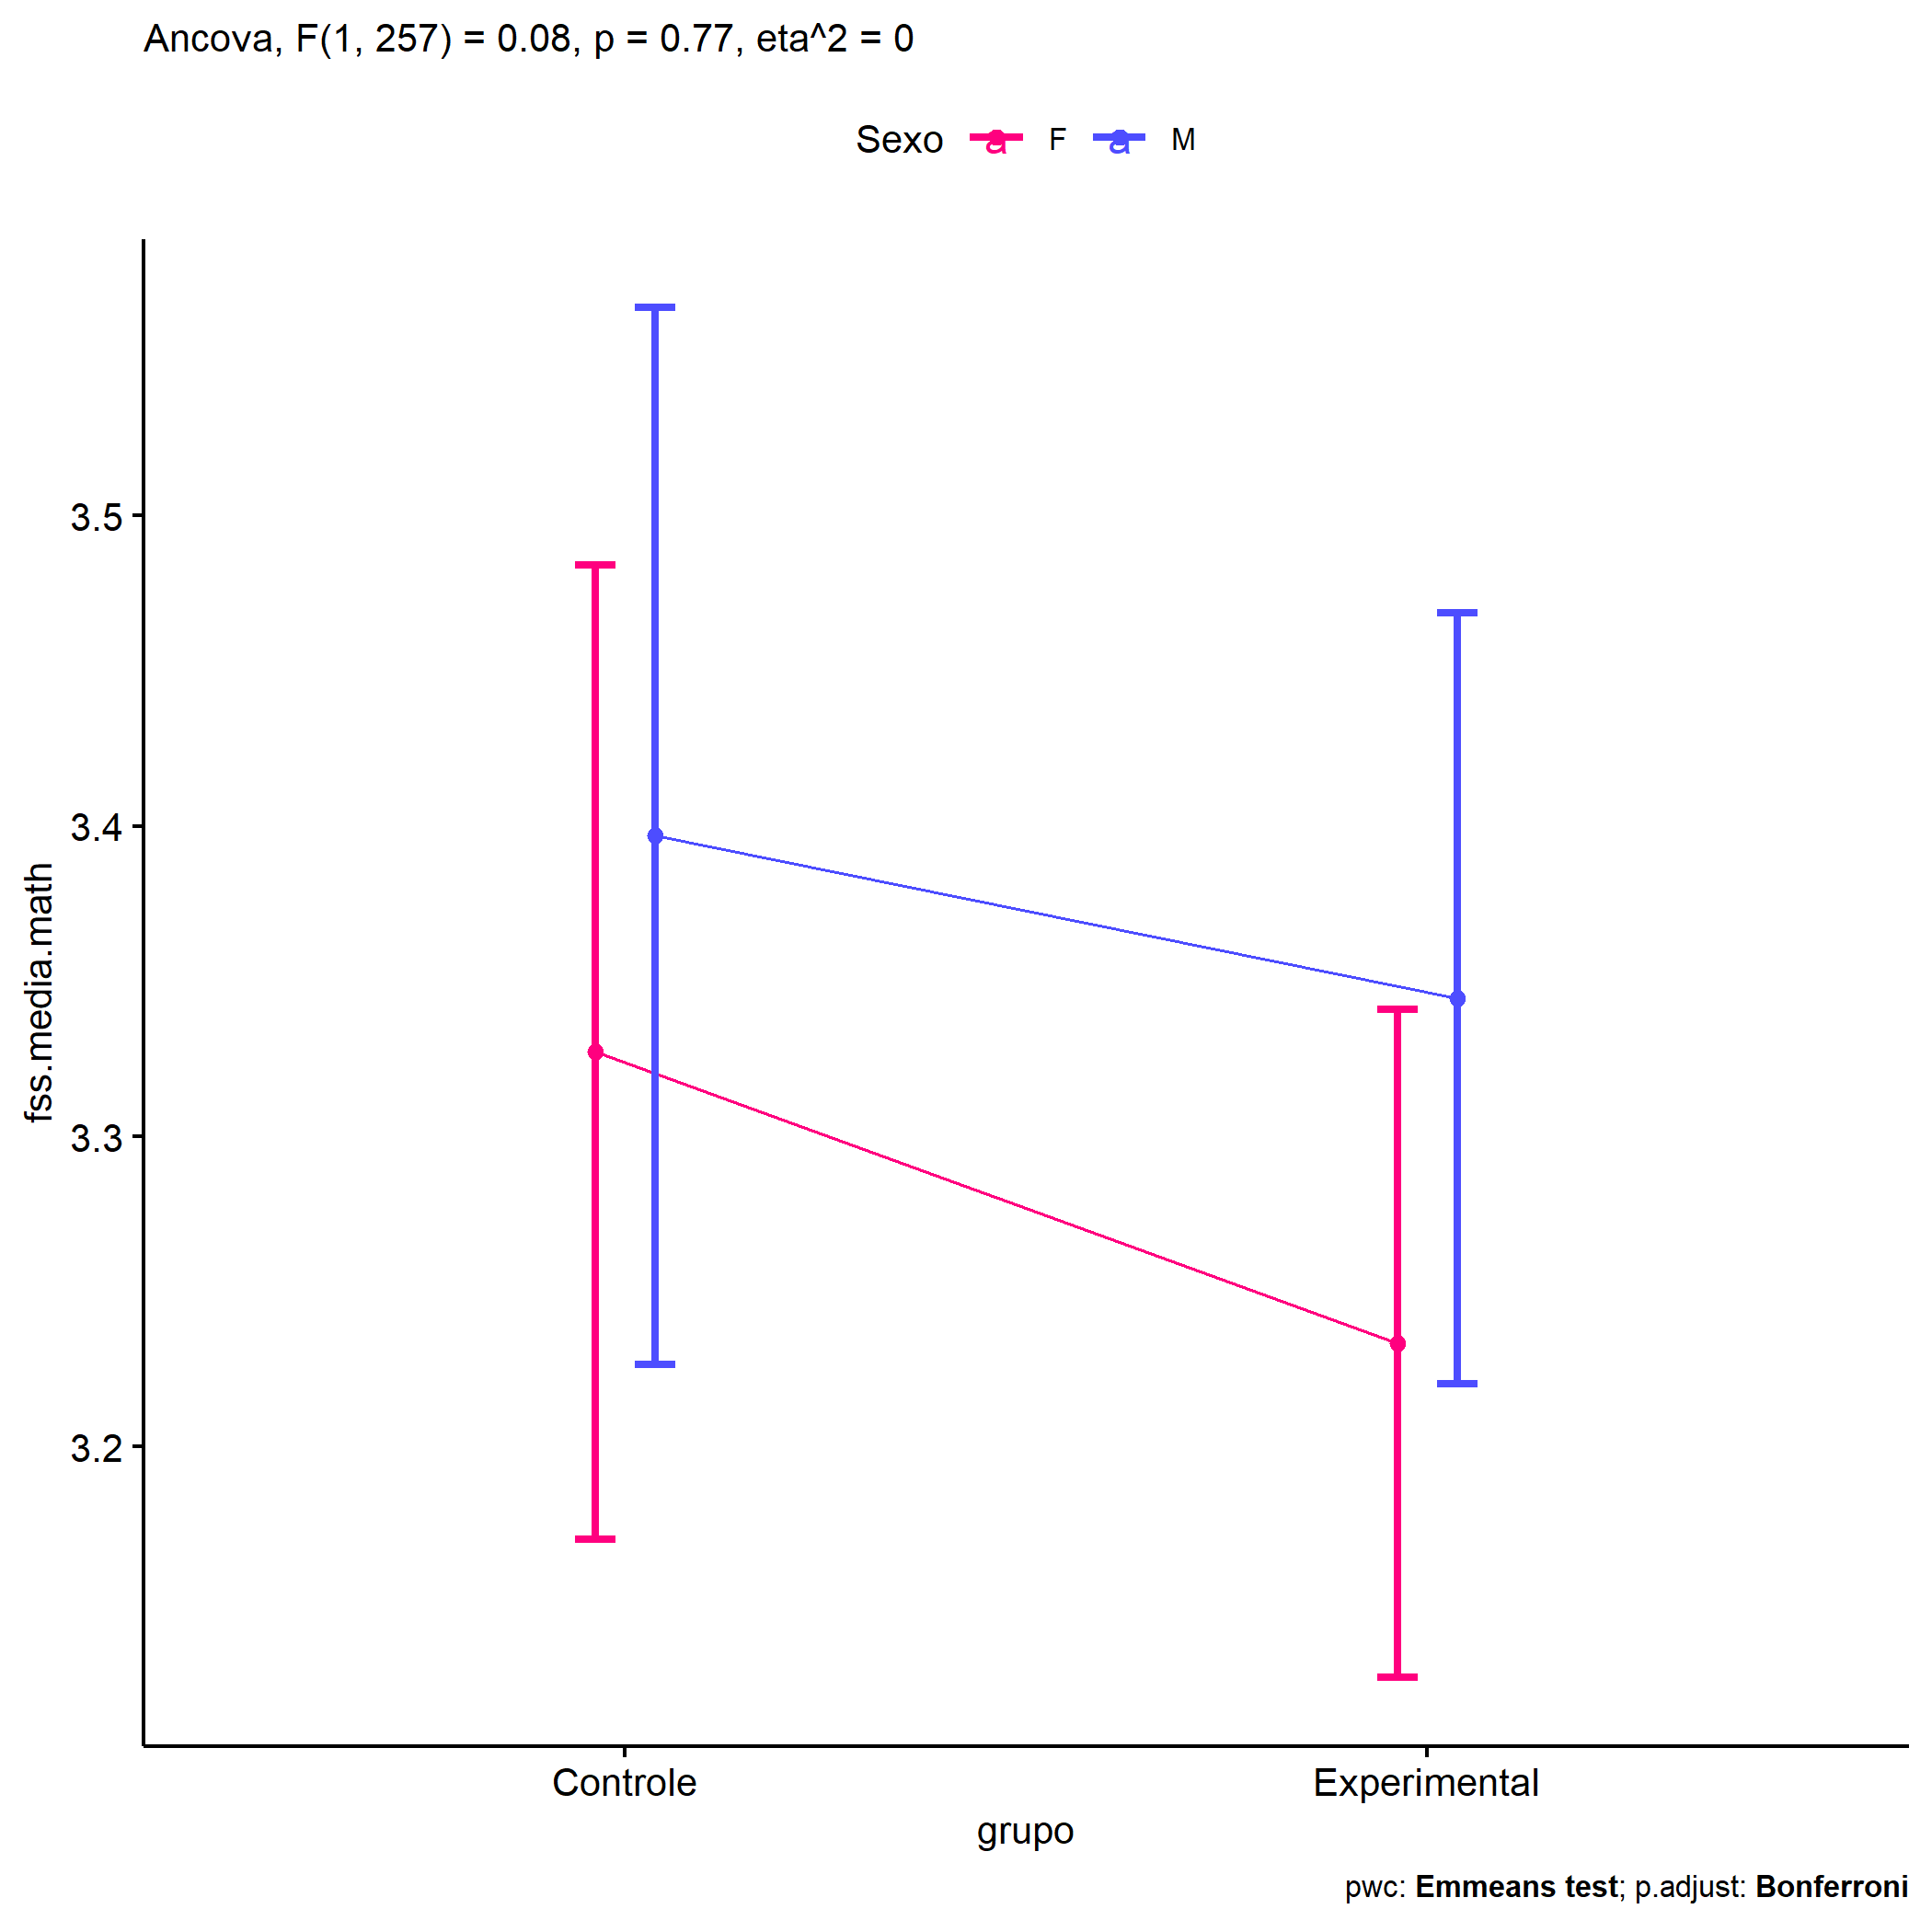 Ancova, F(1, 257) = 0.08, p = 0.77, eta^2 = 0
Sexo a F a M
3.5
3.4
3.3
3.2
fss.media.math
Controle Experimental
grupo
pwc: Emmeans test; p.adjust: Bonferroni